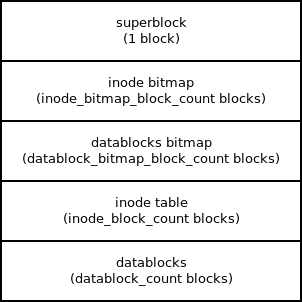 superblock
(1 block)
inode bitmap
(inode_bitmap_block_count blocks)
datablocks bitmap
(datablock_bitmap_block_count blocks)
inode table
(inode_block_count blocks)
datablocks
(datablock_count blocks)